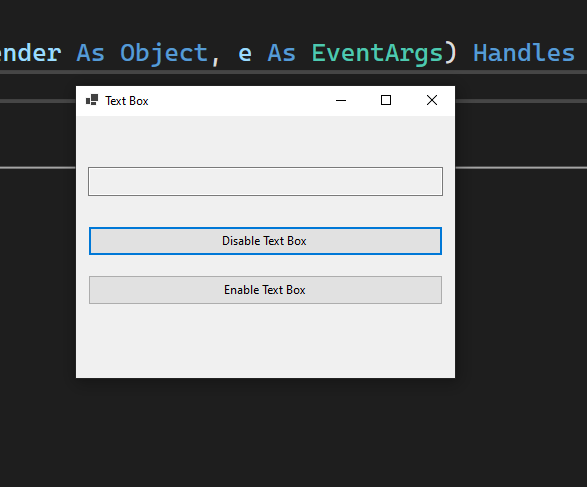 ender As Object, e As EventArgs) Handles
Text Box
Disable Text Box
Enable Text Box